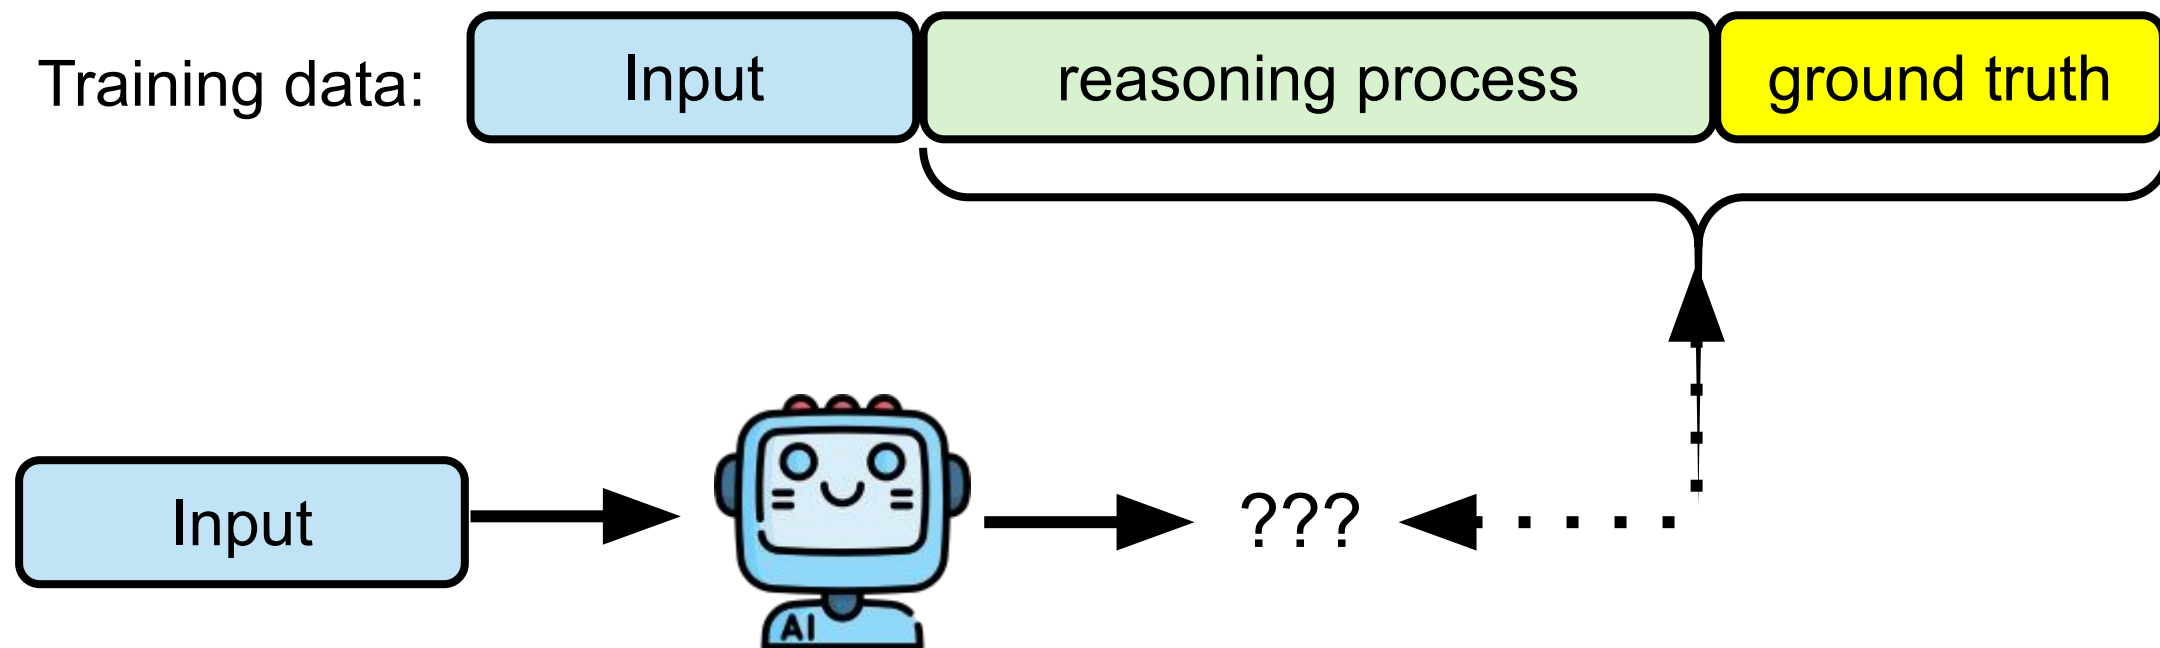 Training data:
Input
reasoning process
ground truth
Input
???
AI